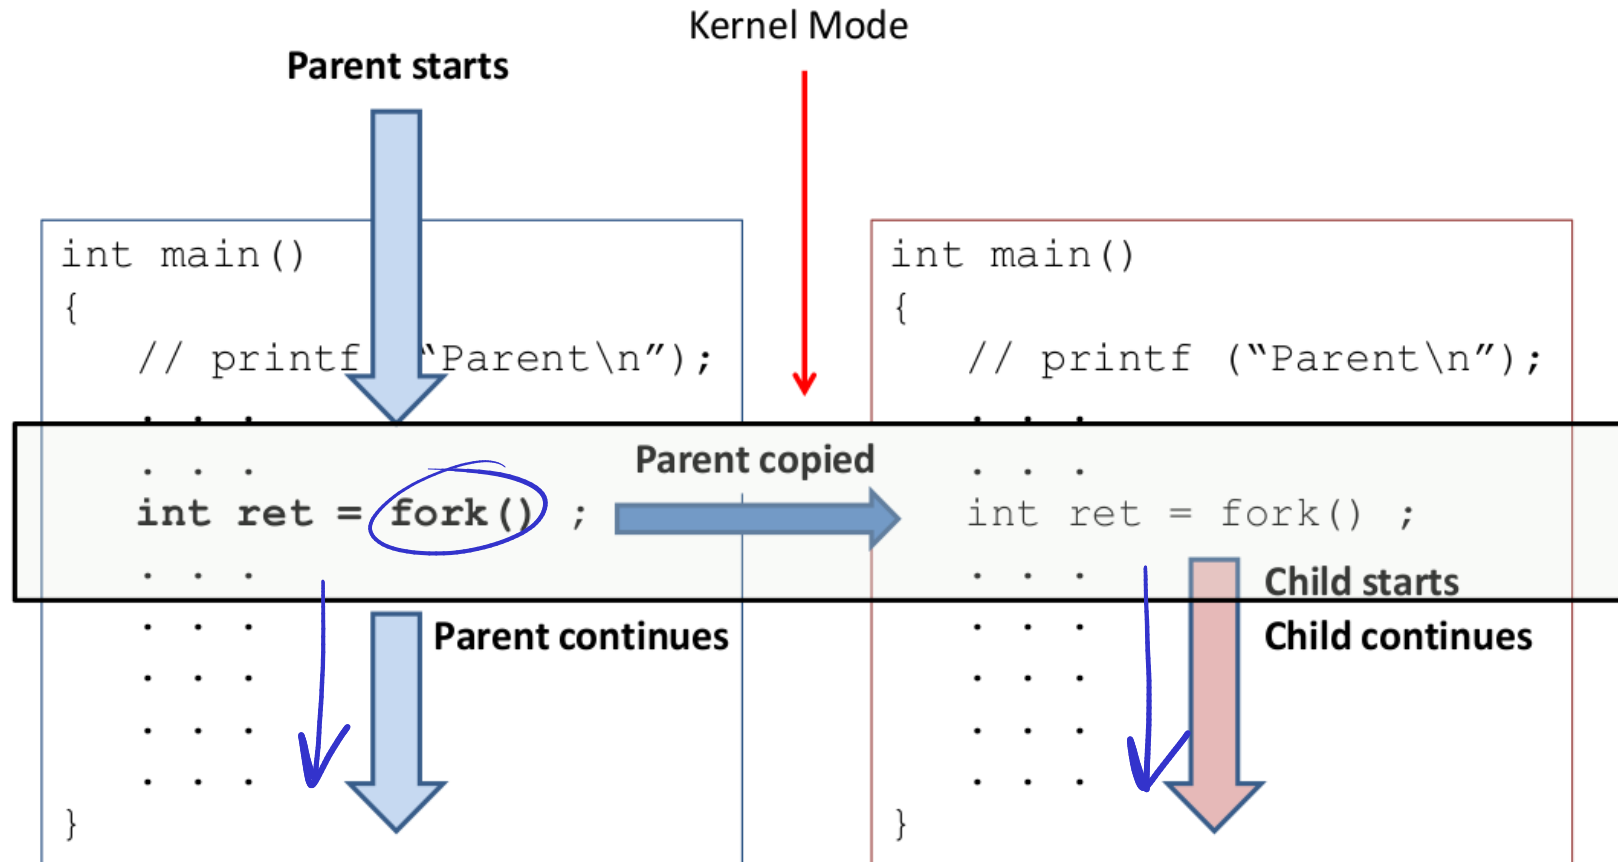 Kernel Mode
Parent starts
int main()
{
// printf “Parent\n”);
. . .
. . .
int ret = fork() ;
. . .
. . .
. . .
. . .
. . .
}
Parent copied
Parent continues
int main()
{
// printf (“Parent\n”);
. . .
. . .
int ret = fork() ;
. . .
. . .
. . .
. . .
. . .
}
Child starts
Child continues